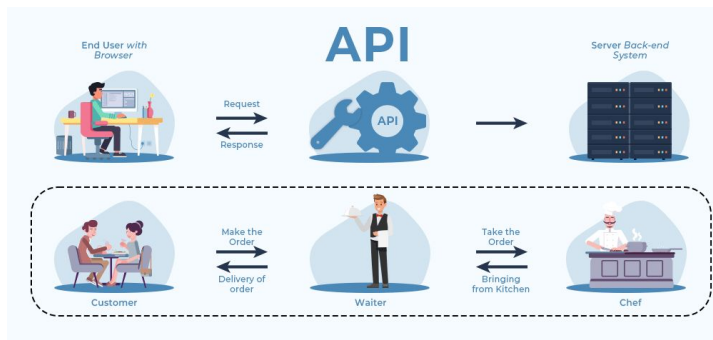 API
End User with
Browser
Server Back-end
System
Request
Response
API
Make the
Order
Delivery of
order
Take the
Order
Bringing
from Kitchen
Customer
Waiter
Chef